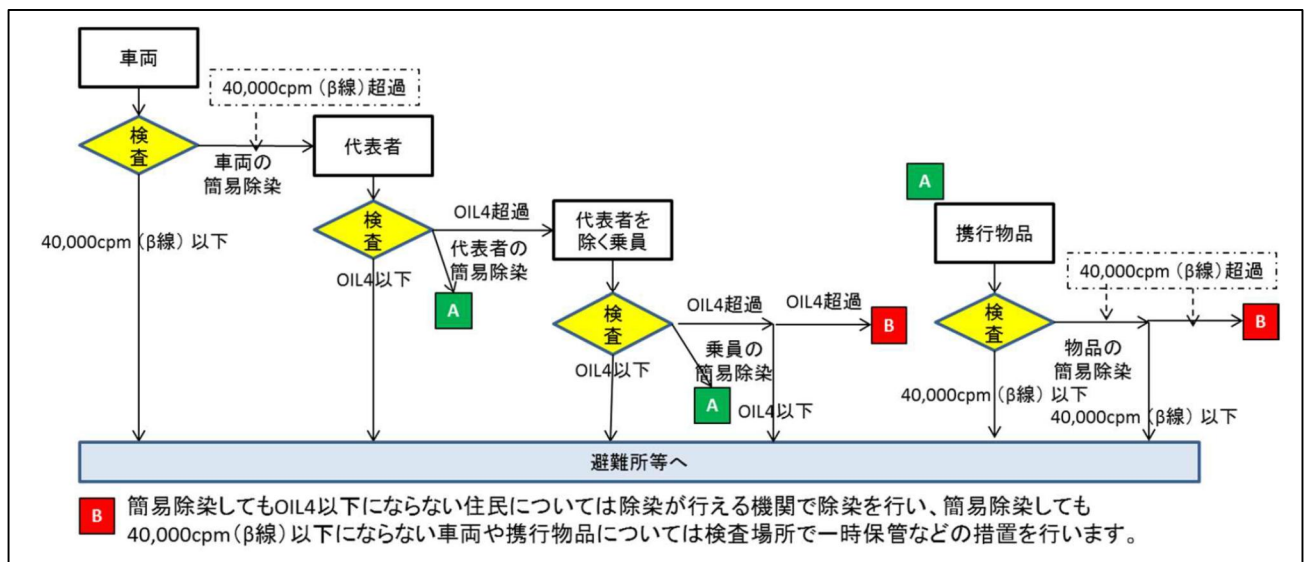 車両
40,000cpm（β線）超過
検査
車両の
簡易除染
代表者
40,000cpm（β線）以下
検査
OIL4超過
代表者の
簡易除染
A
OIL4以下
代表者を
除く乗員
検査
OIL4超過
OIL4超過
B
乗員の
簡易除染
A
OIL4以下
OIL4以下
A
携行物品
40,000cpm（β線）超過
検査
B
物品の
簡易除染
40,000cpm（β線）以下
40,000cpm（β線）以下
避難所等へ
B 簡易除染してもOIL4以下にならない住民については除染が行える機関で除染を行い、簡易除染しても
40,000cpm（β線）以下にならない車両や携行物品については検査場所で一時保管などの措置を行います。